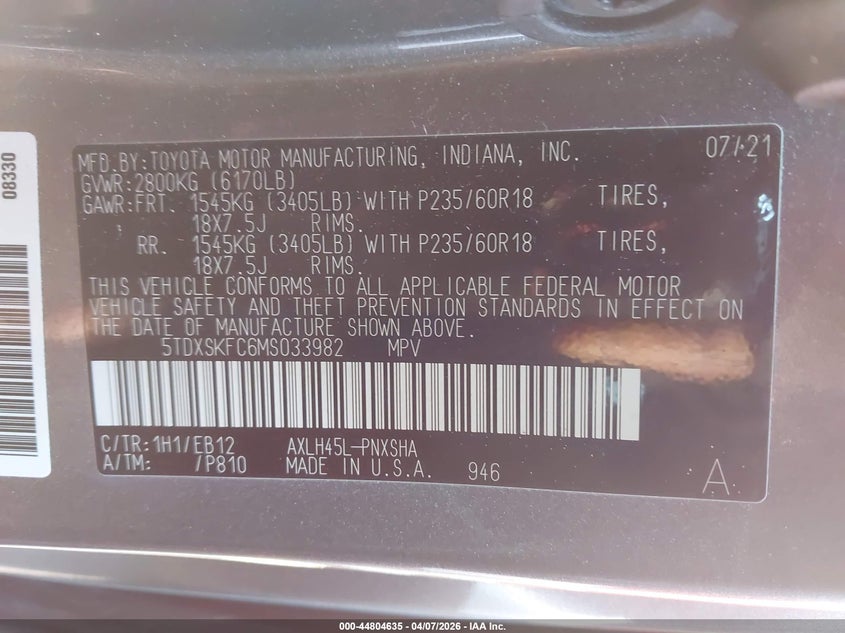 08330
MFD.BY:TOYOTA MOTOR MANUFACTURING, INDIANA, INC. 07/21
GVWR:2800KG (6170LB)
GAWR:FRT. 1545KG (3405LB) WITH P235/60R18 TIRES,
18X7.5J RIMS.
RR. 1545KG (3405LB) WITH P235/60R18 TIRES,
18X7.5J RIMS.
THIS VEHICLE CONFORMS TO ALL APPLICABLE FEDERAL MOTOR
VEHICLE SAFETY AND THEFT PREVENTION STANDARDS IN EFFECT ON
THE DATE OF MANUFACTURE SHOWN ABOVE.
5TDXSKFC6MS033982 MPV
C/TR:1H1/EB12 AXLH45L-PNXSHA
A/TM: /P810 MADE IN U.S.A. 946 A
000-44804635 - 04/07/2026 - IAA Inc.